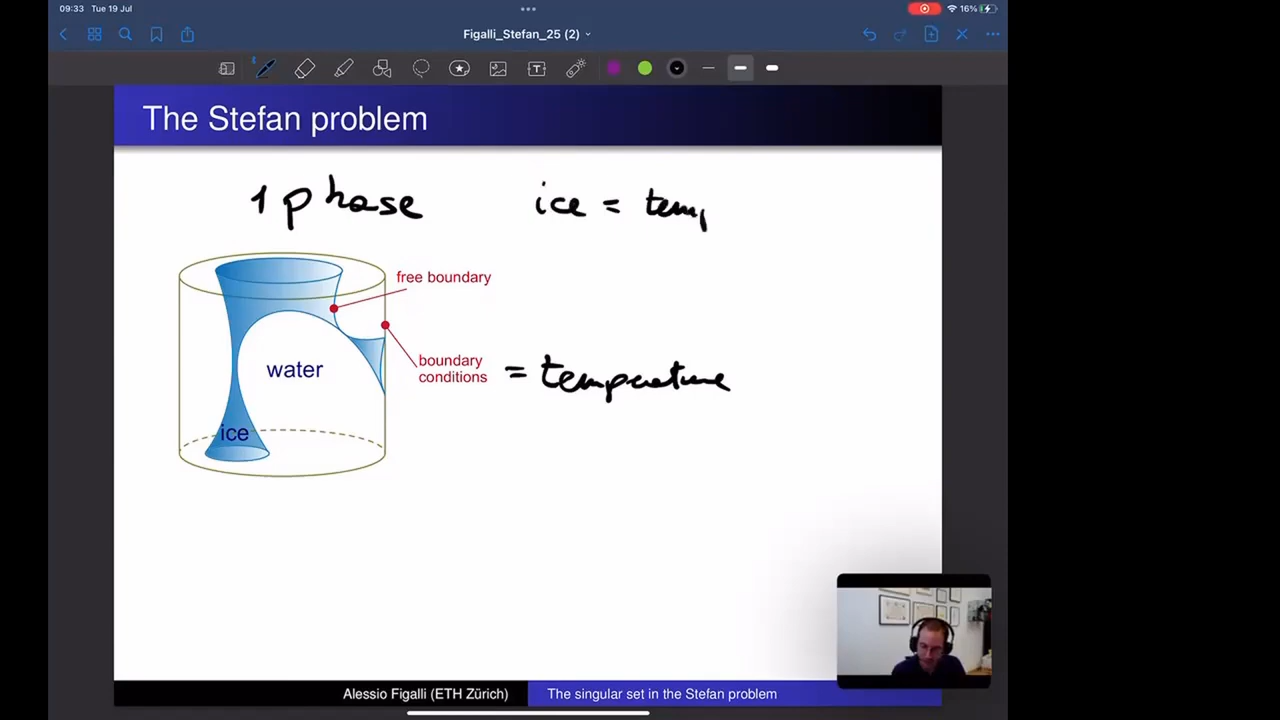 09:33 Tue 19 Jul
16%
Figalli_Stefan_25 (2)
The Stefan problem
1 phase ice = temp
free boundary
water
boundary
conditions = temperature
ice
Alessio Figalli (ETH Zürich) The singular set in the Stefan problem